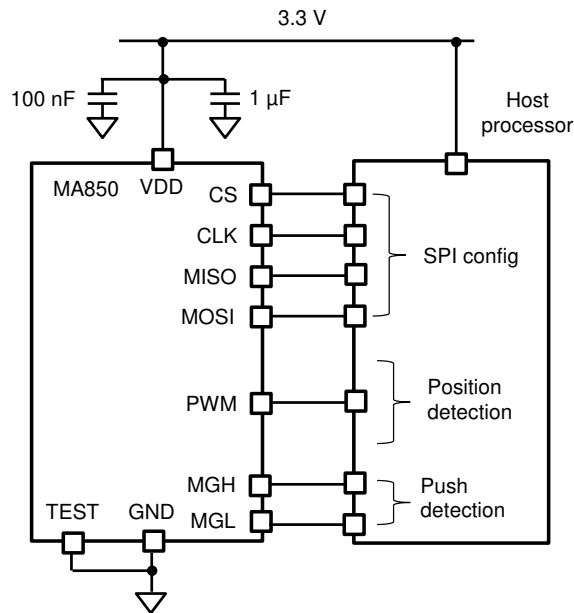 3.3 V
100 nF
1 µF
Host
processor
MA850
VDD
CS
CLK
SPI config
MISO
MOSI
PWM
Position
detection
MGH
Push
detection
TEST
GND
MGL